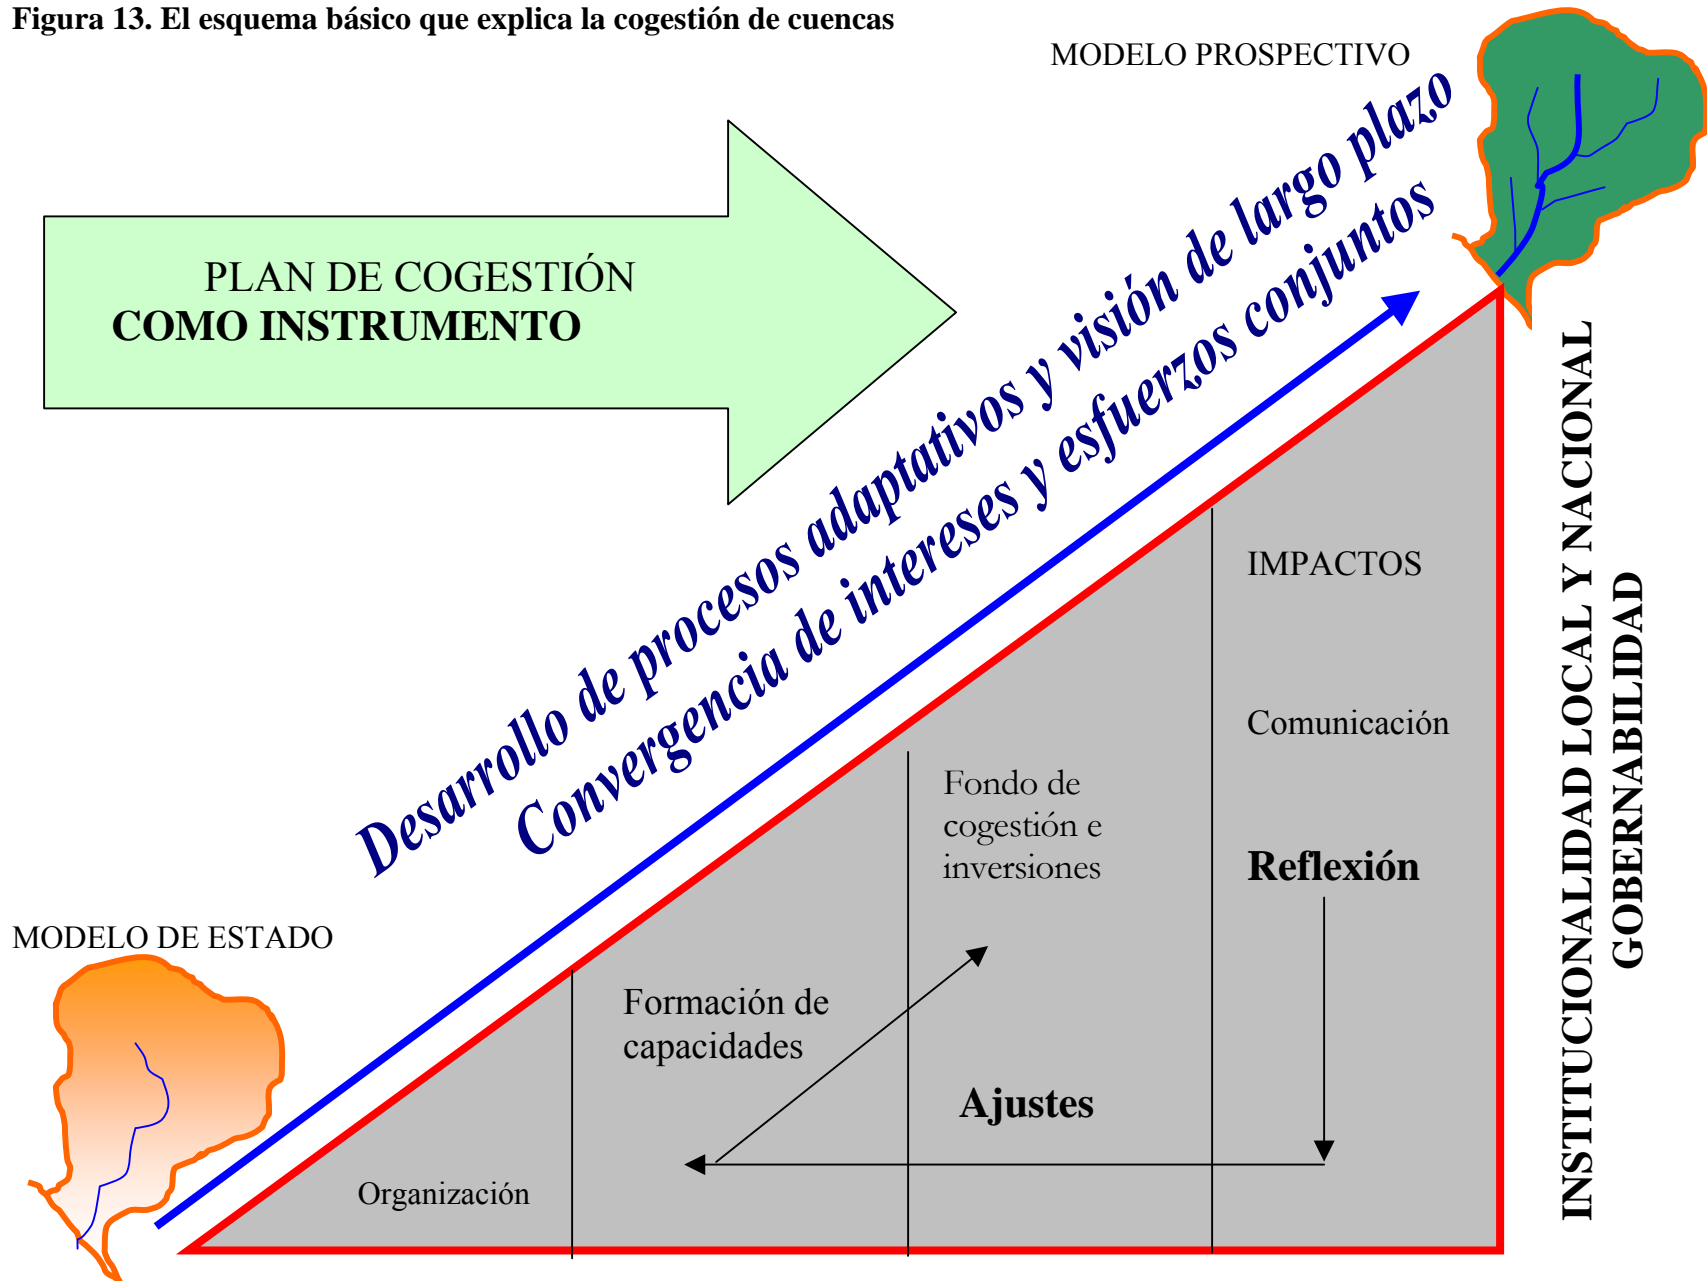 Figura 13. El esquema básico que explica la cogestión de cuencas
MODELO PROSPECTIVO
PLAN DE COGESTIÓN
COMO INSTRUMENTO
Desarrollo de procesos adaptativos y visión de largo plazo
Convergencia de intereses y esfuerzos conjuntos
MODELO DE ESTADO
Organización
Formación de
capacidades
Fondo de
cogestión e
inversiones
Ajustes
IMPACTOS
Comunicación
Reflexión
INSTITUCIONALIDAD LOCAL Y NACIONAL
GOBERNABILIDAD